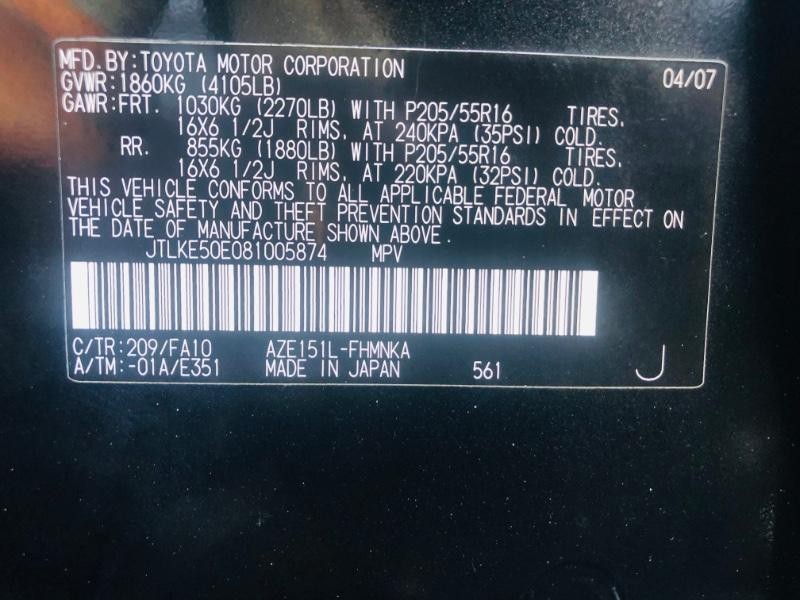 MFD.BY:TOYOTA MOTOR CORPORATION 04/07
GVWR:1860KG (4105LB)
GAWR:FRT. 1030KG (2270LB) WITH P205/55R16 TIRES,
16X6 1/2J RIMS, AT 240KPA (35PSI) COLD.
RR. 855KG (1880LB) WITH P205/55R16 TIRES,
16X6 1/2J RIMS, AT 220KPA (32PSI) COLD.
THIS VEHICLE CONFORMS TO ALL APPLICABLE FEDERAL MOTOR
VEHICLE SAFETY AND THEFT PREVENTION STANDARDS IN EFFECT ON
THE DATE OF MANUFACTURE SHOWN ABOVE.
JTLKE50E081005874 MPV
C/TR:209/FA10 AZE151L-FHMNKA
A/TM:-01A/E351 MADE IN JAPAN 561 J